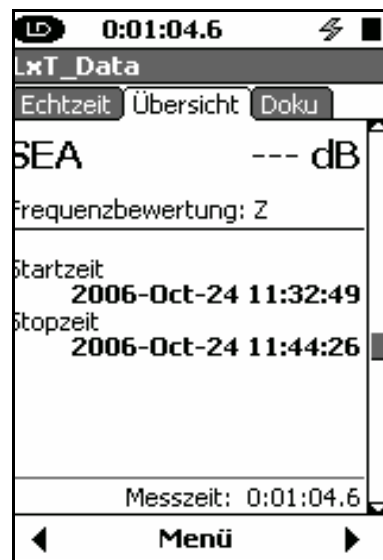 LD 0:01:04.6
LxT_Data
Echtzeit Übersicht Doku
SEA --- dB
Frequenzbewertung: Z
Startzeit
2006-Oct-24 11:32:49
Stopzeit
2006-Oct-24 11:44:26
Messzeit: 0:01:04.6
Menü